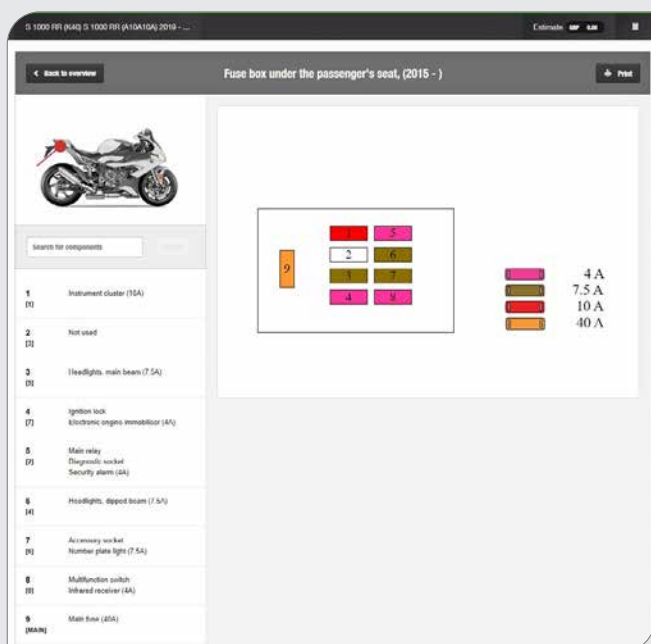 S 1000 RR (K40) S 1000 RR (A10A10A) 2019 - ...
Estimate GBP 0.00
Back to overview
Fuse box under the passenger's seat, (2015 - )
Print
Search for components
1
[1]
Instrument cluster (10A)
2
[3]
Not used
3
[5]
Headlights, main beam (7.5A)
4
[7]
Ignition lock
Electronic engine immobiliser (4A)
5
[2]
Main relay
Diagnostic socket
Security alarm (4A)
6
[4]
Headlights, dipped beam (7.5A)
7
[6]
Accessory socket
Number plate light (7.5A)
8
[8]
Multifunction switch
Infrared receiver (4A)
9
[MAIN]
Main fuse (40A)
1 5
2 6
9
3 7
4 8
4 A
7.5 A
10 A
40 A